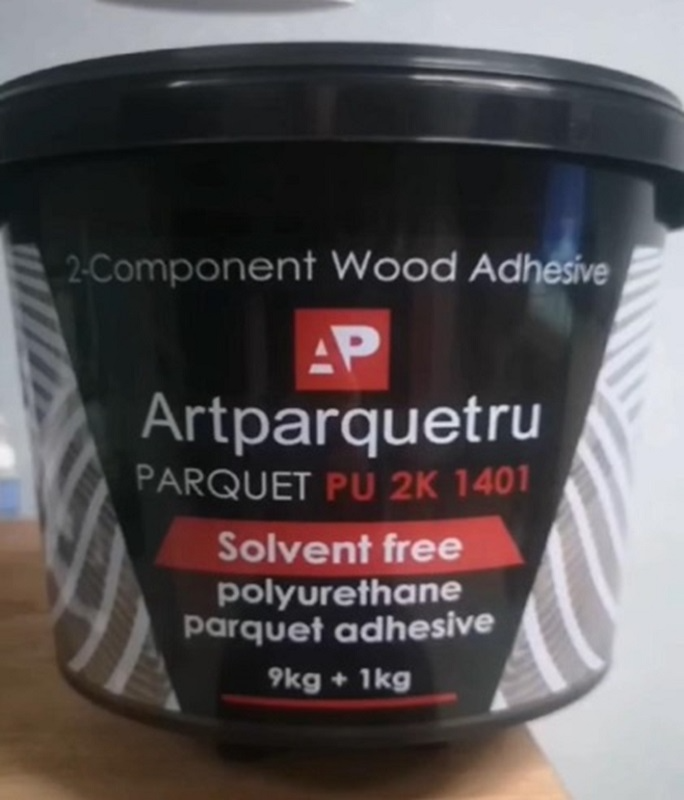 2-Component Wood Adhesive
AP
Artparquetru
PARQUET PU 2K 1401
Solvent free
polyurethane
parquet adhesive
9kg + 1kg